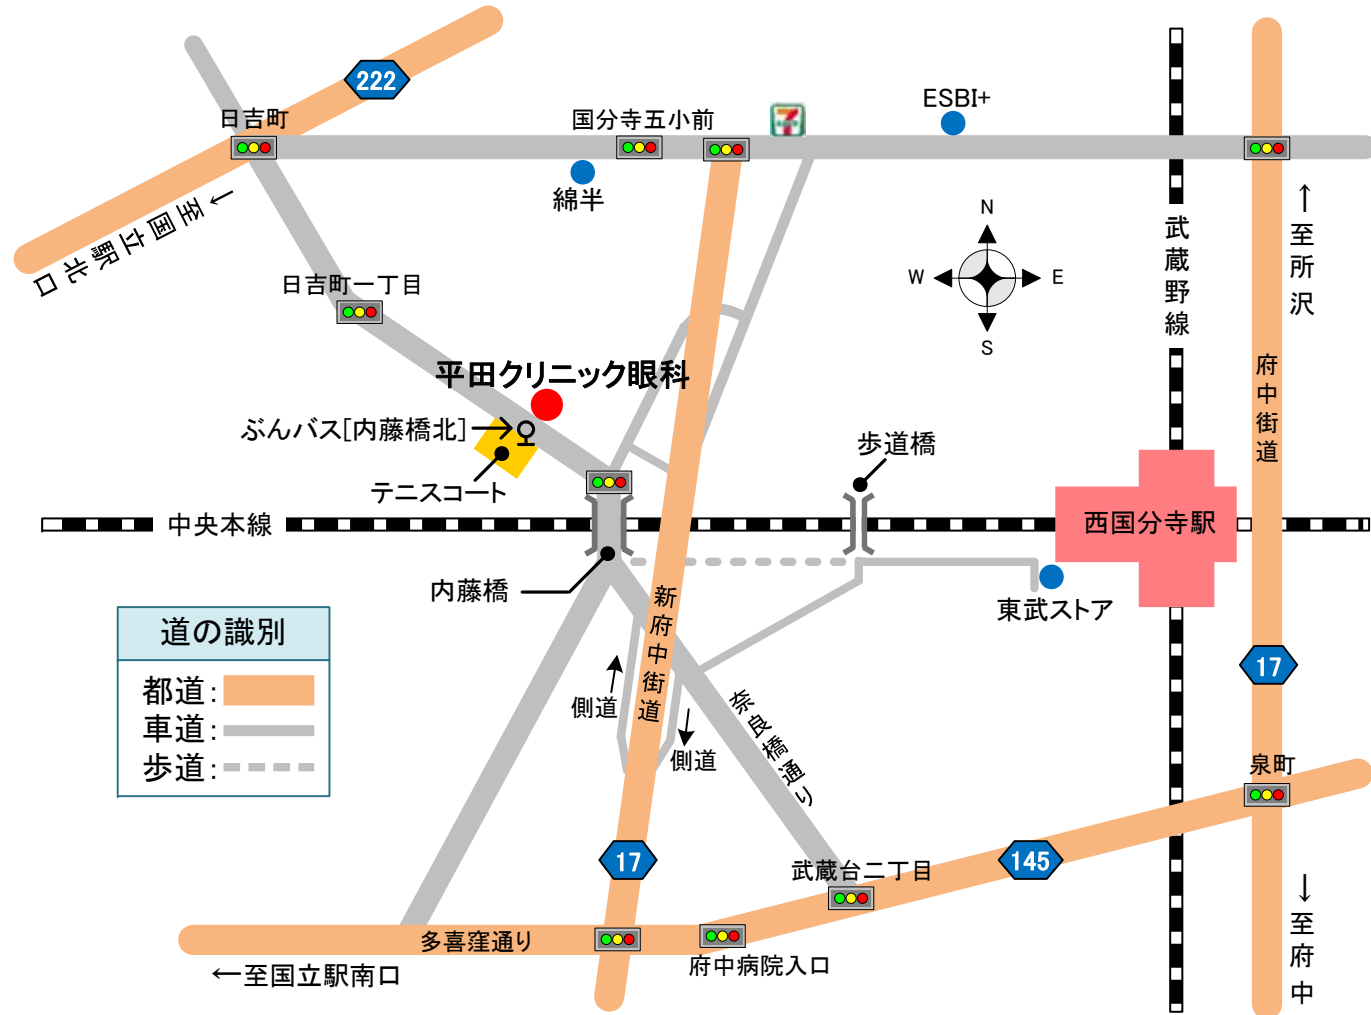 222
日吉町
国分寺五小前
7
ESBI+
綿半
←至国立駅北口
日吉町一丁目
N
W
E
S
武蔵野線
↑至所沢
府中街道
平田クリニック眼科
ぶんバス[内藤橋北]→
テニスコート
歩道橋
中央本線
西国分寺駅
内藤橋
東武ストア
新府中街道
道の識別
都道:
車道:
歩道:
側道
側道
奈良橋通り
17
泉町
17
145
武蔵台二丁目
多喜窪通り
府中病院入口
←至国立駅南口
↓至府中